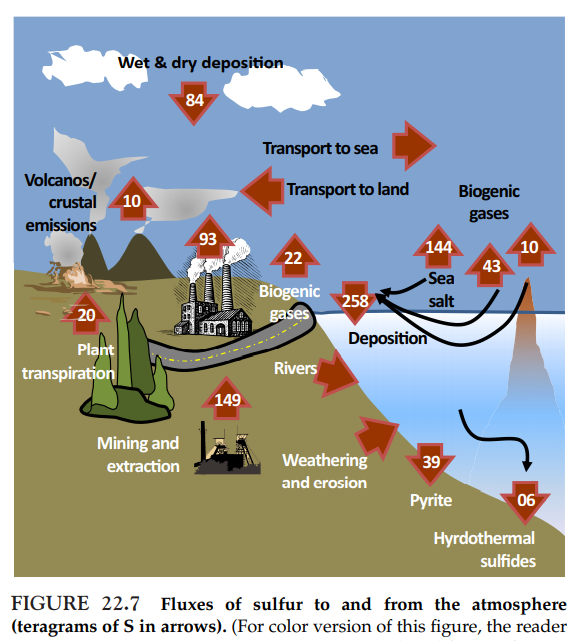 Wet & dry deposition
84
Transport to sea
Transport to land
Volcanos/
crustal
emissions
10
Biogenic
gases
93
22
144
43
10
Biogenic
gases
Sea
salt
258
Deposition
20
Plant
transpiration
Rivers
149
Mining and
extraction
Weathering
and erosion
39
Pyrite
06
Hyrdothermal
sulfides
FIGURE 22.7 Fluxes of sulfur to and from the atmosphere
(teragrams of S in arrows). (For color version of this figure, the reader